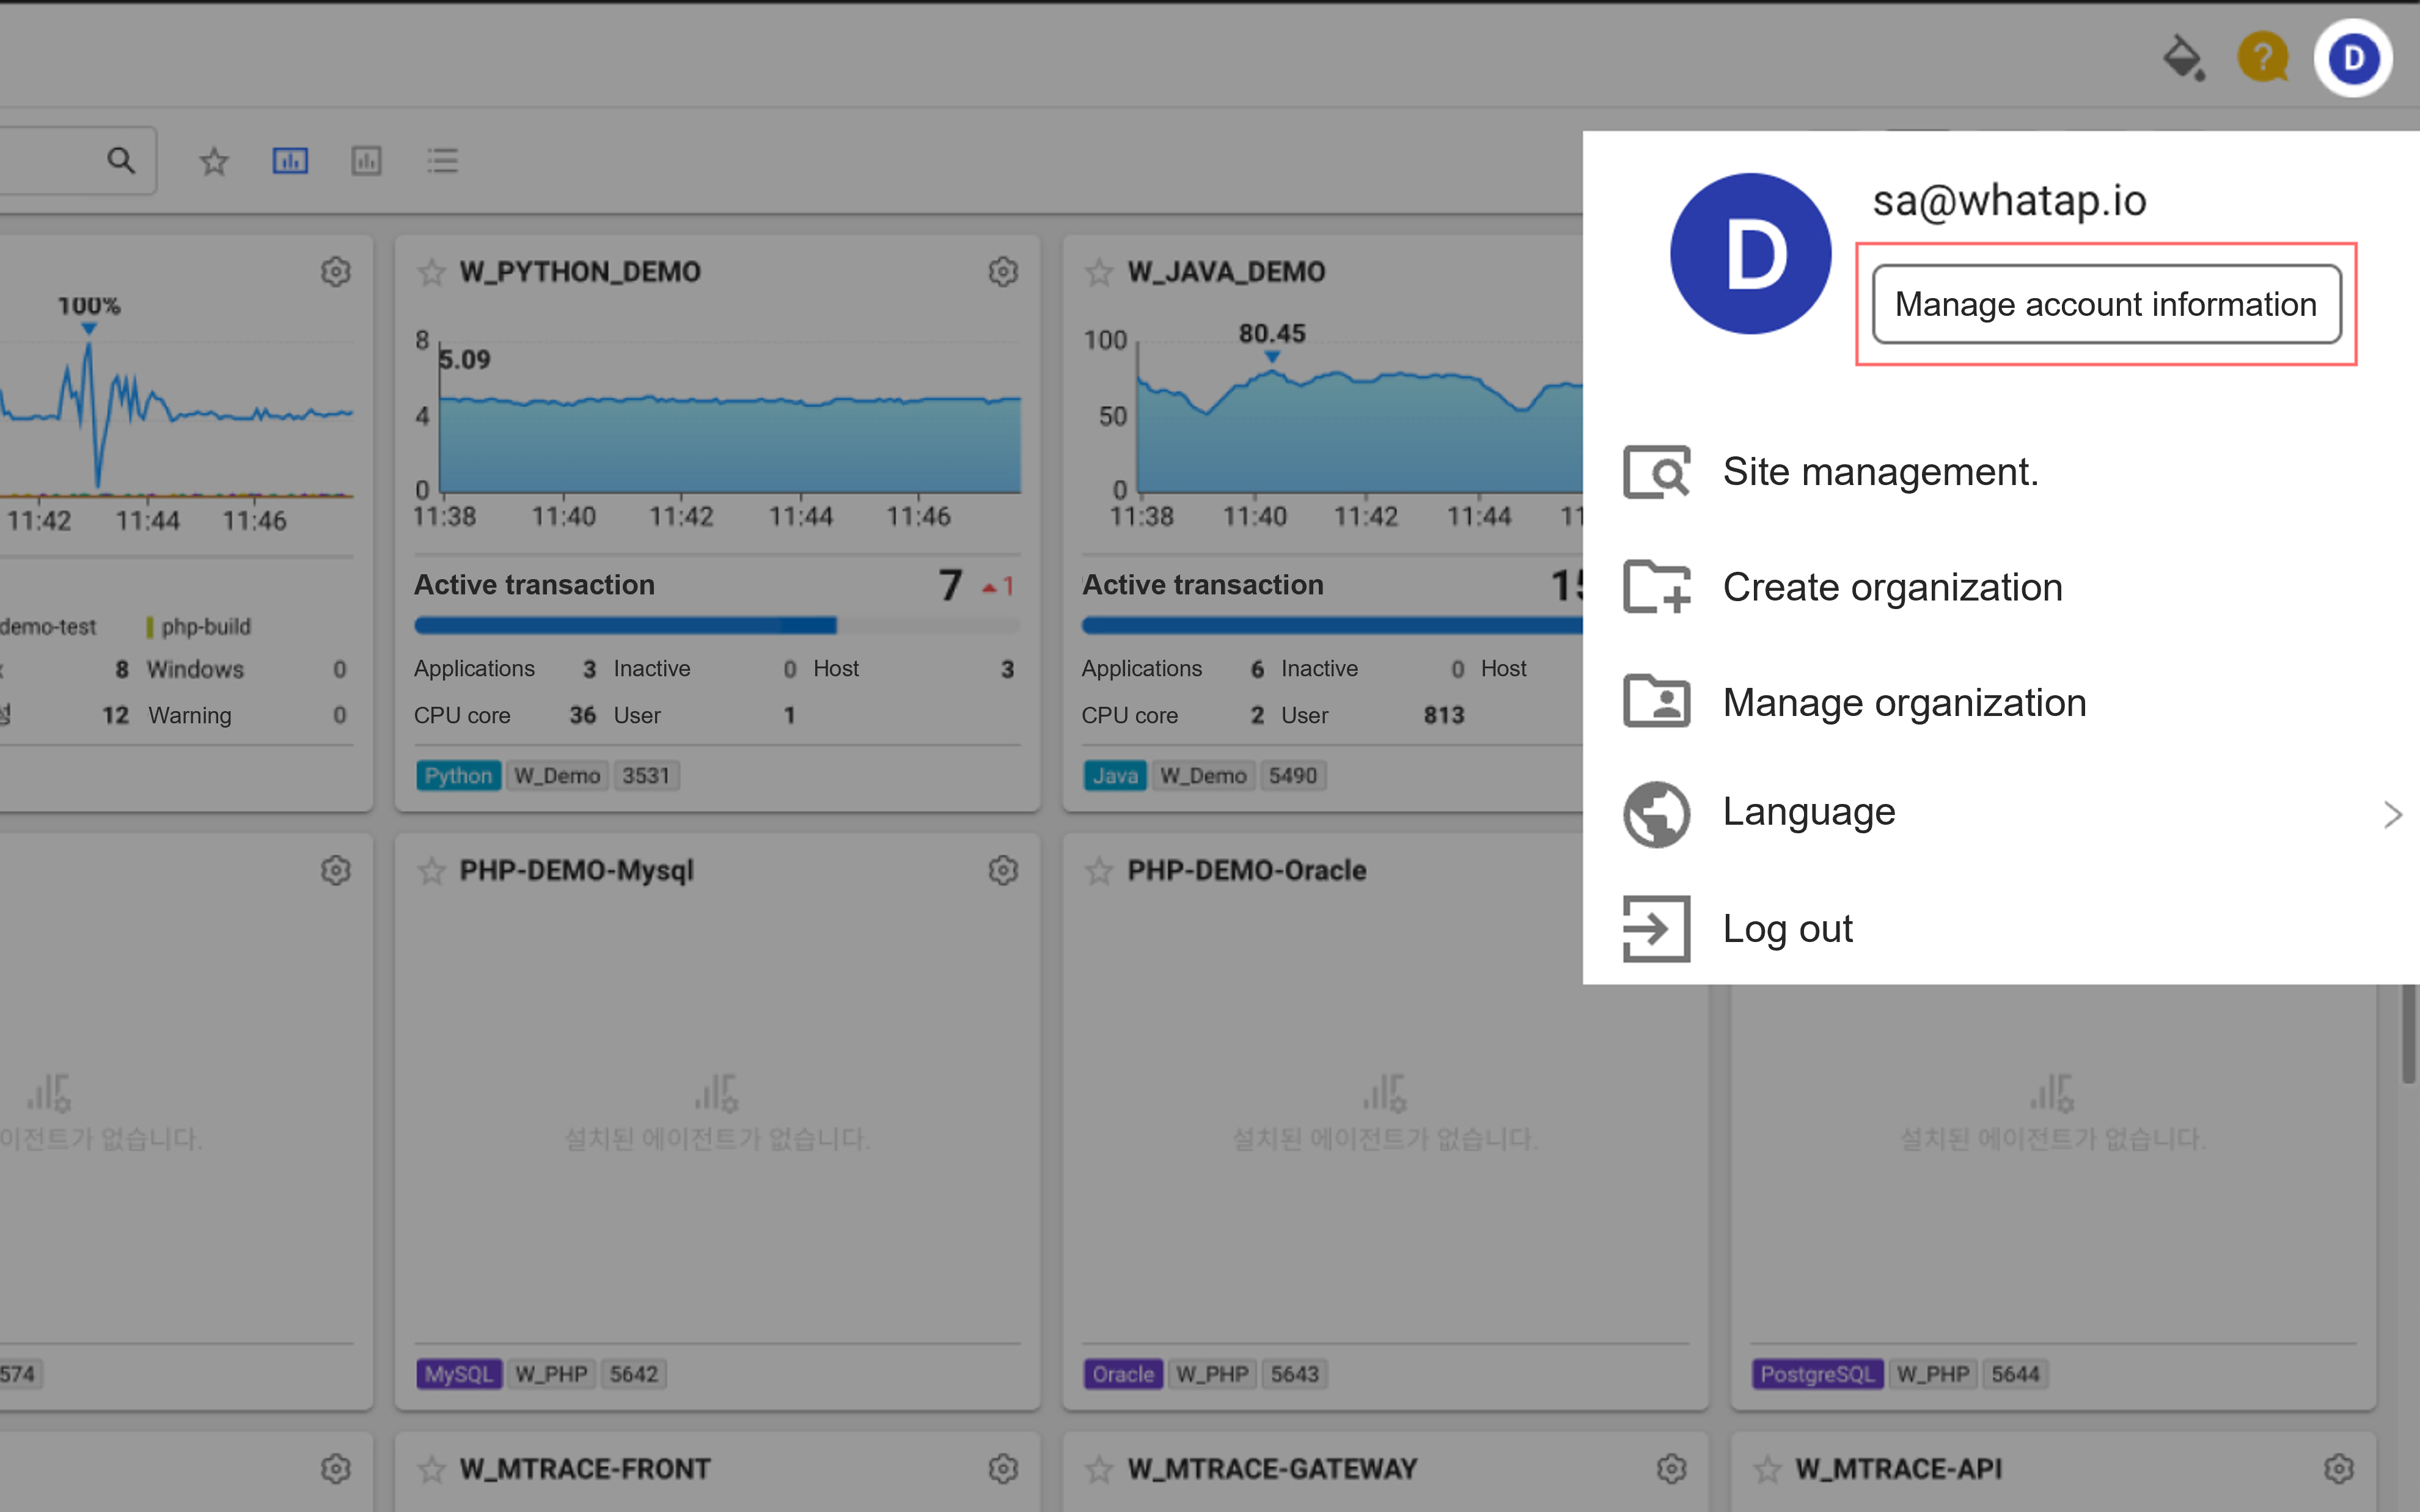 ?
D
D
sa@whatap.io
Manage account information
Site management.
Create organization
Manage organization
Language
Log out
100%
11:42 11:44 11:46
demo-test php-build
8 Windows 0
12 Warning 0
W_PYTHON_DEMO
8
5.09
4
0
11:38 11:40 11:42 11:44 11:46
Active transaction 7 1
Applications 3 Inactive 0 Host 3
CPU core 36 User 1
Python W_Demo 3531
W_JAVA_DEMO
100
80.45
50
0
11:38 11:40 11:42 11:44 11
Active transaction 15
Applications 6 Inactive 0 Host
CPU core 2 User 813
Java W_Demo 5490
이전트가 없습니다.
574
PHP-DEMO-Mysql
설치된 에이전트가 없습니다.
MySQL W_PHP 5642
PHP-DEMO-Oracle
설치된 에이전트가 없습니다.
Oracle W_PHP 5643
설치된 에이전트가 없습니다.
PostgreSQL W_PHP 5644
W_MTRACE-FRONT
W_MTRACE-GATEWAY
W_MTRACE-API